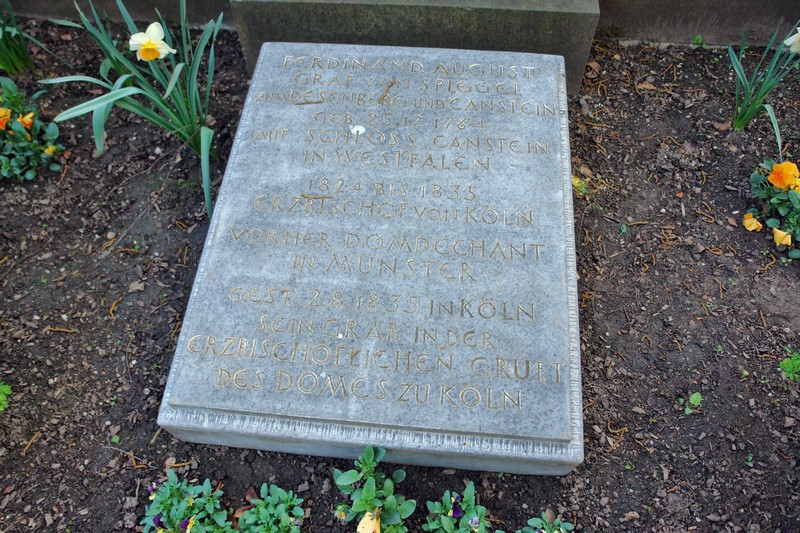 FERDINAND AUGUST
GRAF VON SPIEGEL
ZUM DESENBERG UND CANSTEIN
GEB. 25.12.1764
AUF SCHLOSS CANSTEIN
IN WESTFALEN
1824 BIS 1835
ERZBISCHOF VON KÖLN
VORHER DOMDECHANT
IN MÜNSTER
GEST. 2.8.1835 IN KÖLN
SEIN GRAB IN DER
ERZBISCHÖFLICHEN GRUFT
DES DOMES ZU KÖLN